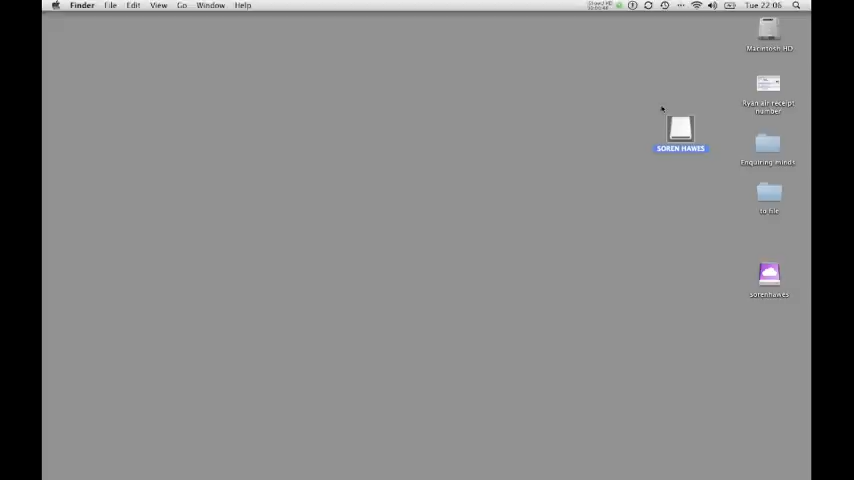 Finder File Edit View Go Window Help
Tue 22:06
Macintosh HD
Ryan air receipt
number
SOREN HAWES
Enquiring minds
to file
sorenhawes